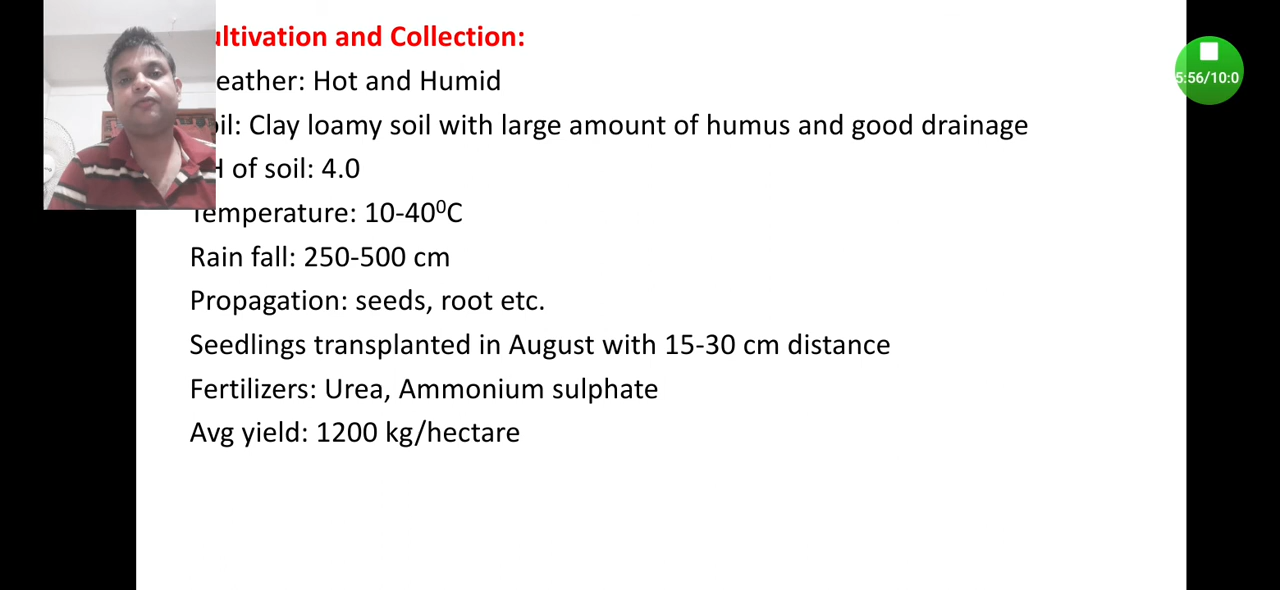 ultivation and Collection:
eather: Hot and Humid
oil: Clay loamy soil with large amount of humus and good drainage
H of soil: 4.0
Temperature: 10-40⁰C
Rain fall: 250-500 cm
Propagation: seeds, root etc.
Seedlings transplanted in August with 15-30 cm distance
Fertilizers: Urea, Ammonium sulphate
Avg yield: 1200 kg/hectare
5:56/10:0